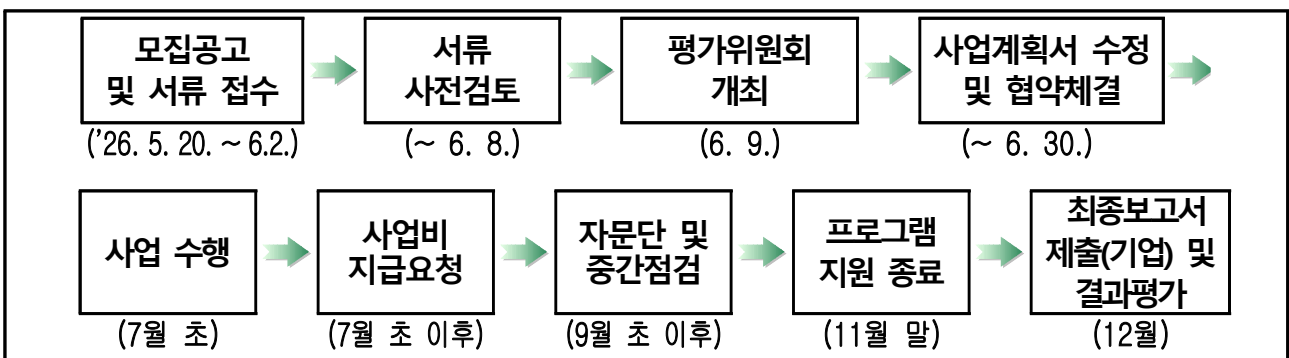 모집공고
및 서류 접수
('26. 5. 20. ~ 6.2.)
서류
사전검토
(~ 6. 8.)
평가위원회
개최
(6. 9.)
사업계획서 수정
및 협약체결
(~ 6. 30.)
사업 수행
(7월 초)
사업비
지급요청
(7월 초 이후)
자문단 및
중간점검
(9월 초 이후)
프로그램
지원 종료
(11월 말)
최종보고서
제출(기업) 및
결과평가
(12월)